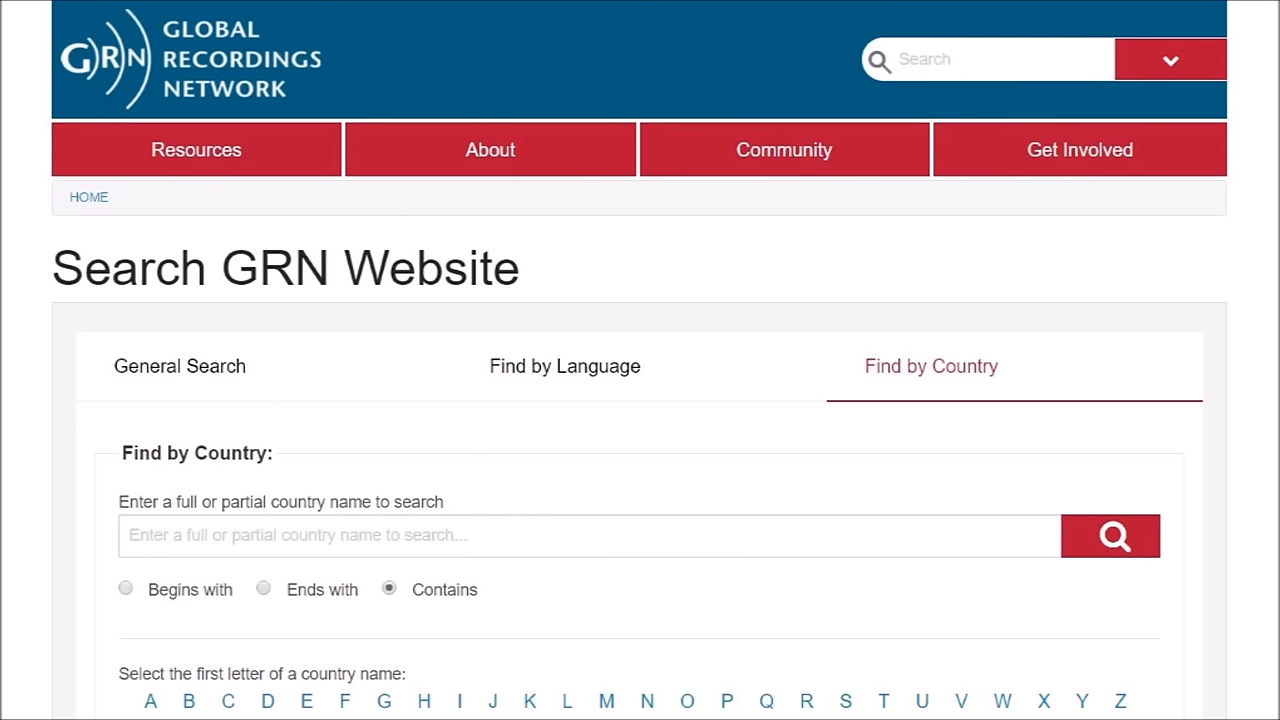 GRN
GLOBAL
RECORDINGS
NETWORK
Search
Resources About Community Get Involved
HOME
Search GRN Website
General Search Find by Language Find by Country
Find by Country:
Enter a full or partial country name to search
Enter a full or partial country name to search...
Begins with Ends with Contains
Select the first letter of a country name:
A B C D E F G H I J K L M N O P Q R S T U V W X Y Z